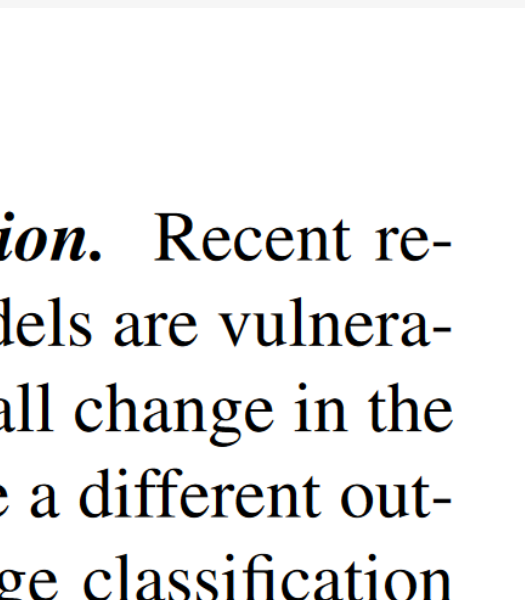 ion. Recent re-
dels are vulnera-
all change in the
e a different out-
ge classification